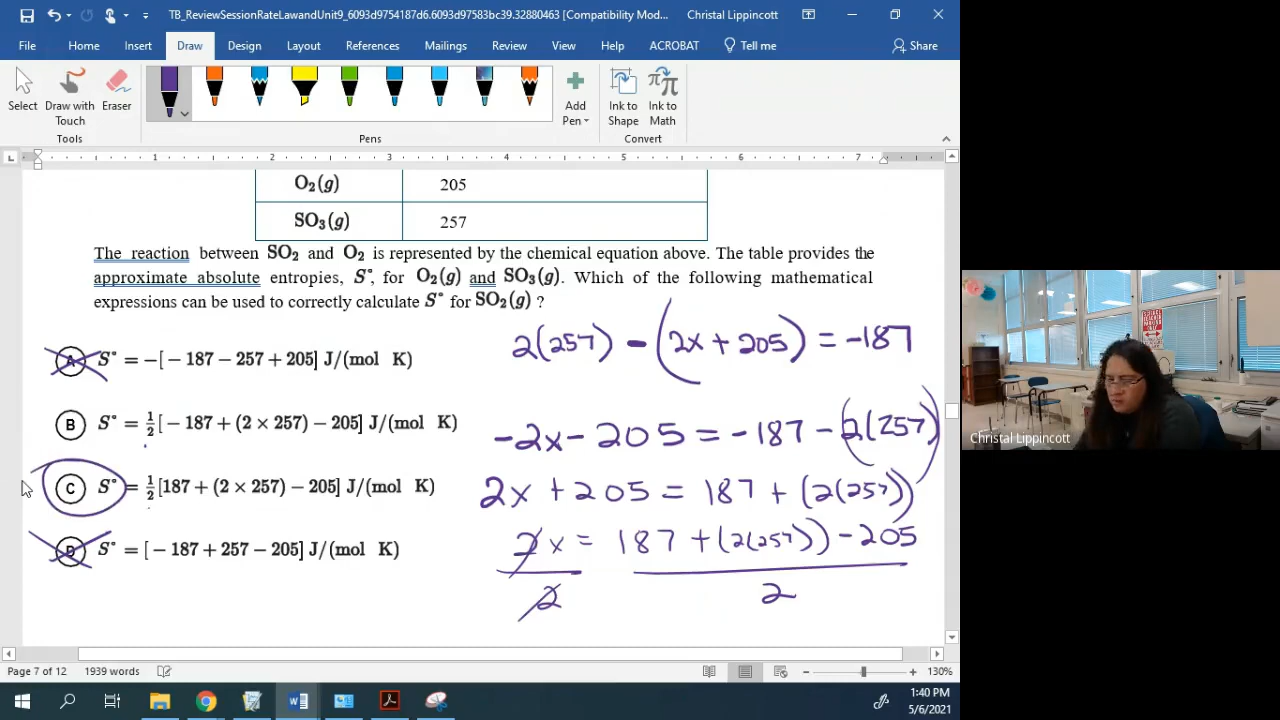 TB_ReviewSessionRateLawandUnit9_6093d9754187d6.6093d97583bc39.32880463 [Compatibility Mod... Christal Lippincott
File Home Insert Draw Design Layout References Mailings Review View Help ACROBAT Tell me Share
Select Draw with Touch Eraser Add Pen Ink to Shape Ink to Math
Tools Pens Convert
1 2 3 4 5 6 7
O₂(g) 205
SO₃(g) 257
The reaction between SO₂ and O₂ is represented by the chemical equation above. The table provides the
approximate absolute entropies, S°, for O₂(g) and SO₃(g). Which of the following mathematical
expressions can be used to correctly calculate S° for SO₂(g) ?
2(257) - (2x + 205) = -187
A S° = −[−187 − 257 + 205] J/(mol K)
B S° = ½[−187 + (2 × 257) − 205] J/(mol K)
-2x - 205 = -187 - (2(257))
C S° = ½[187 + (2 × 257) − 205] J/(mol K)
2x + 205 = 187 + (2(257))
D S° = [−187 + 257 − 205] J/(mol K)
2x = 187 + (2(257)) - 205
2 2
Christal Lippincott
Page 7 of 12 1939 words 130%
1:40 PM
5/6/2021